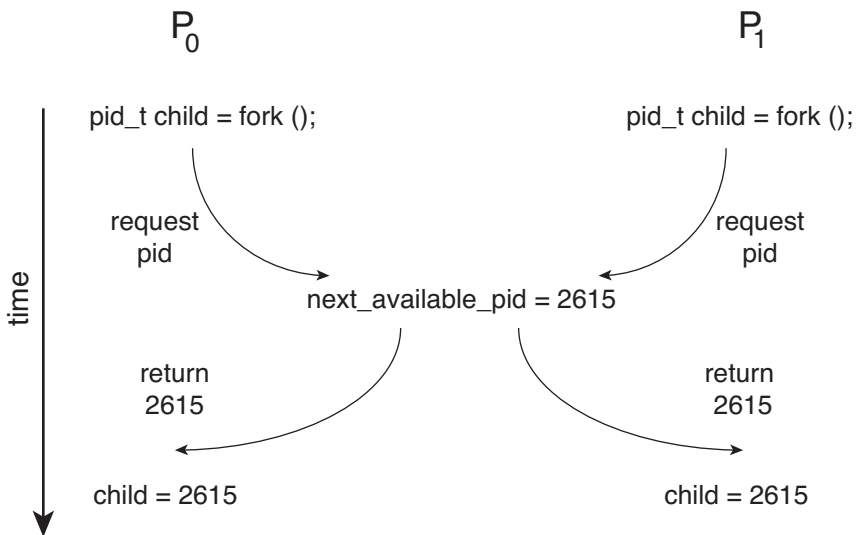 P0 P1
pid_t child = fork (); pid_t child = fork ();
request request
pid pid
next_available_pid = 2615
time
return return
2615 2615
child = 2615 child = 2615